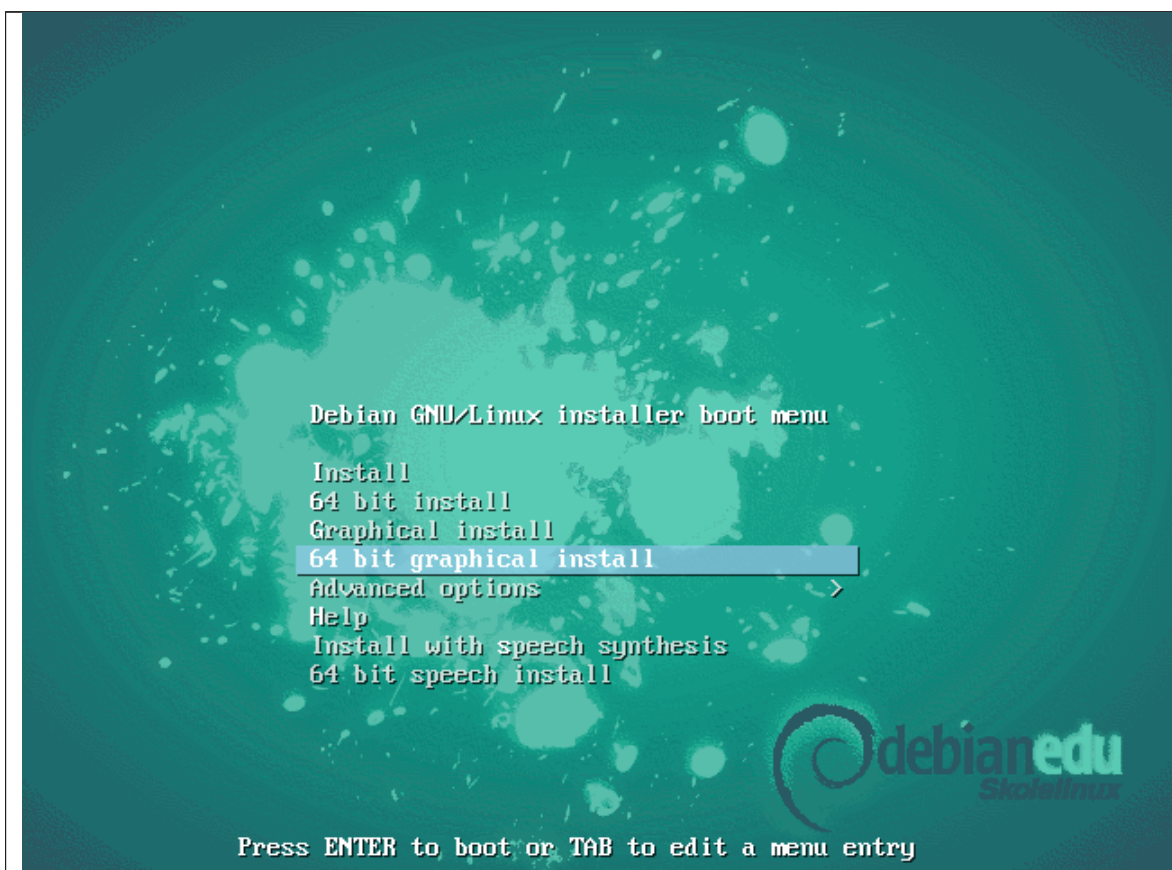 Debian GNU/Linux installer boot menu
Install
64 bit install
Graphical install
64 bit graphical install
Advanced options >
Help
Install with speech synthesis
64 bit speech install
debianedu
Skolelinux
Press ENTER to boot or TAB to edit a menu entry